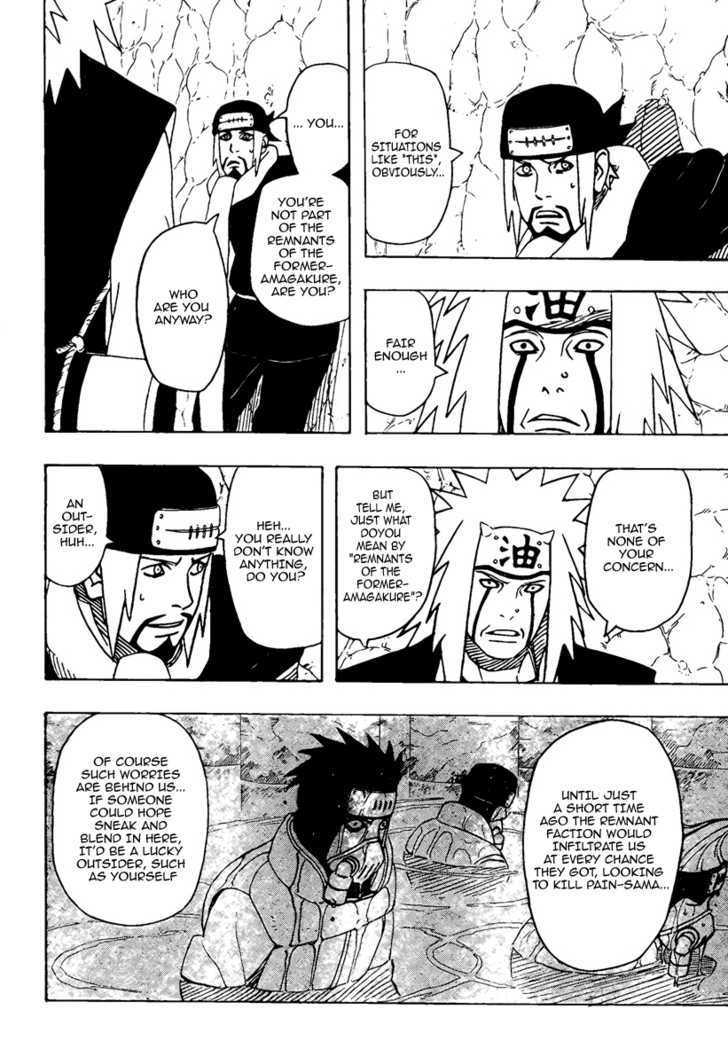 FOR
SITUATIONS
LIKE "THIS",
OBVIOUSLY...
油
FAIR
ENOUGH
...
... YOU...
YOU'RE
NOT PART
OF THE
REMNANTS
OF THE
FORMER-
AMAGAKURE,
ARE YOU?
WHO
ARE YOU
ANYWAY?
THAT'S
NONE OF
YOUR
CONCERN...
油
BUT
TELL ME,
JUST WHAT
DOYOU
MEAN BY
"REMNANTS
OF THE
FORMER-
AMAGAKURE"?
HEH...
YOU REALLY
DON'T KNOW
ANYTHING,
DO YOU?
AN
OUT-
SIDER,
HUH...
UNTIL JUST
A SHORT TIME
AGO THE REMNANT
FACTION WOULD
INFILTRATE US
AT EVERY CHANCE
THEY GOT, LOOKING
TO KILL PAIN-SAMA...
OF COURSE
SUCH WORRIES
ARE BEHIND US...
IF SOMEONE
COULD HOPE
SNEAK AND
BLEND IN HERE,
IT'D BE A LUCKY
OUTSIDER, SUCH
AS YOURSELF